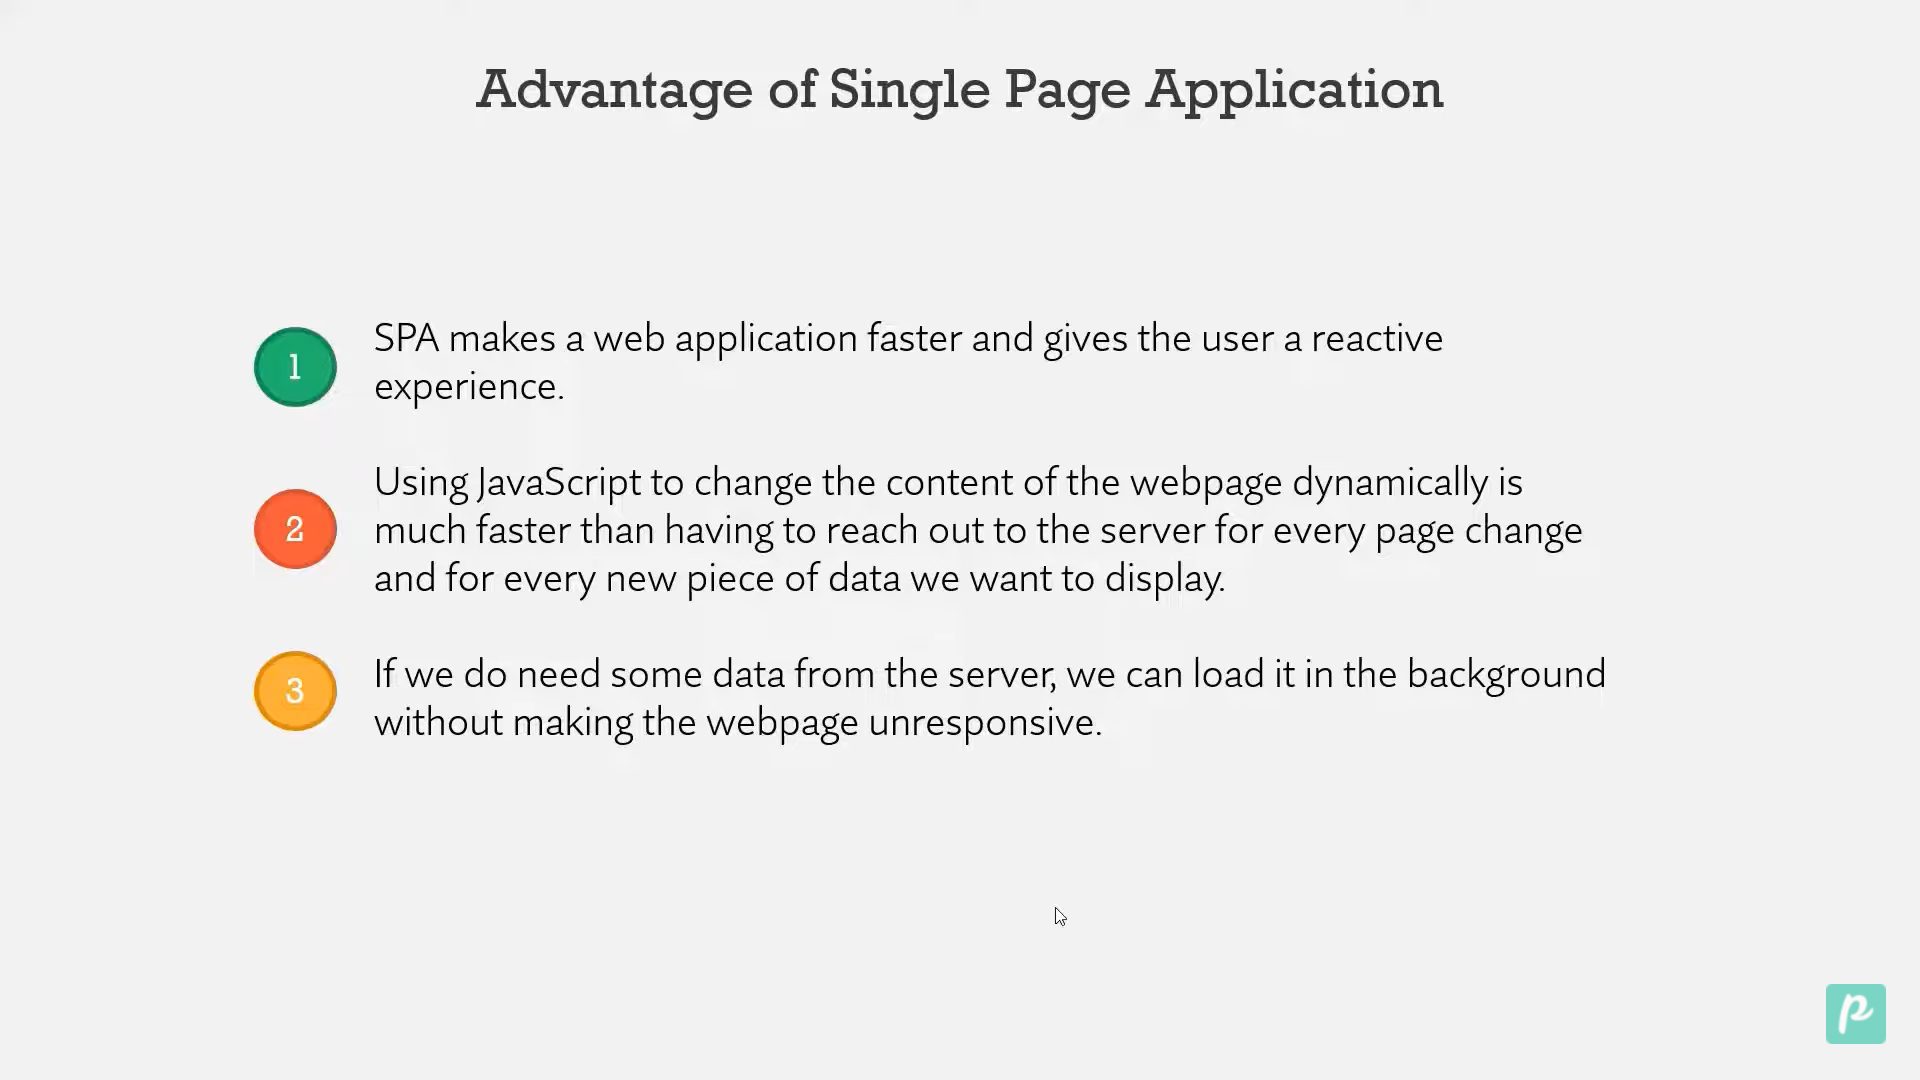 Advantage of Single Page Application
1
SPA makes a web application faster and gives the user a reactive
experience.
2
Using JavaScript to change the content of the webpage dynamically is
much faster than having to reach out to the server for every page change
and for every new piece of data we want to display.
3
If we do need some data from the server, we can load it in the background
without making the webpage unresponsive.
p